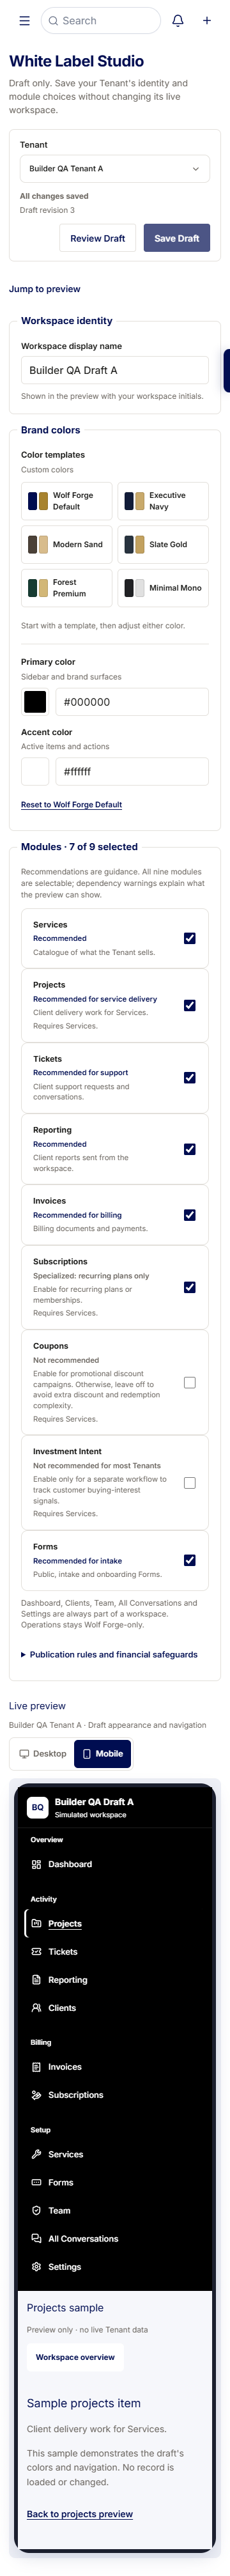 Search
White Label Studio
Draft only. Save your Tenant's identity and
module choices without changing its live
workspace.
Tenant
Builder QA Tenant A
All changes saved
Draft revision 3
Review Draft
Save Draft
Jump to preview
Workspace identity
Workspace display name
Builder QA Draft A
Shown in the preview with your workspace initials.
Brand colors
Color templates
Custom colors
Wolf Forge
Default
Executive
Navy
Modern Sand
Slate Gold
Forest
Premium
Minimal Mono
Start with a template, then adjust either color.
Primary color
Sidebar and brand surfaces
#000000
Accent color
Active items and actions
#ffffff
Reset to Wolf Forge Default
Modules · 7 of 9 selected
Recommendations are guidance. All nine modules
are selectable; dependency warnings explain what
the preview can show.
Services
Recommended
Catalogue of what the Tenant sells.
Projects
Recommended for service delivery
Client delivery work for Services.
Requires Services.
Tickets
Recommended for support
Client support requests and
conversations.
Reporting
Recommended
Client reports sent from the
workspace.
Invoices
Recommended for billing
Billing documents and payments.
Subscriptions
Specialized: recurring plans only
Enable for recurring plans or
memberships.
Requires Services.
Coupons
Not recommended
Enable for promotional discount
campaigns. Otherwise, leave off to
avoid extra discount and redemption
complexity.
Requires Services.
Investment Intent
Not recommended for most Tenants
Enable only for a separate workflow to
track customer buying-interest
signals.
Requires Services.
Forms
Recommended for intake
Public, intake and onboarding Forms.
Dashboard, Clients, Team, All Conversations and
Settings are always part of a workspace.
Operations stays Wolf Forge-only.
Publication rules and financial safeguards
Live preview
Builder QA Tenant A · Draft appearance and navigation
Desktop
Mobile
BQ
Builder QA Draft A
Simulated workspace
Overview
Dashboard
Activity
Projects
Tickets
Reporting
Clients
Billing
Invoices
Subscriptions
Setup
Services
Forms
Team
All Conversations
Settings
Projects sample
Preview only · no live Tenant data
Workspace overview
Sample projects item
Client delivery work for Services.
This sample demonstrates the draft's
colors and navigation. No record is
loaded or changed.
Back to projects preview